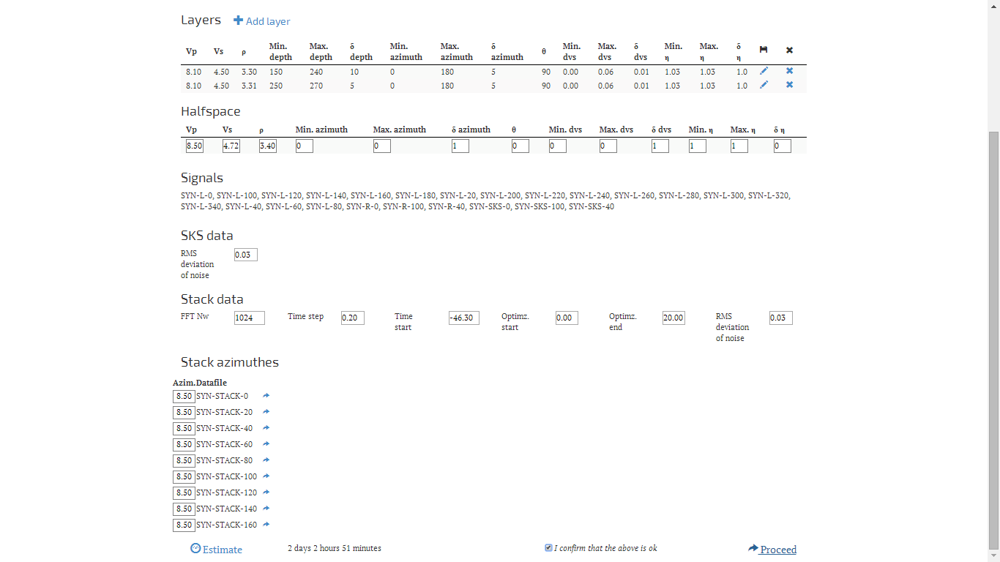 Layers Add layer
Vp Vs ρ Min. depth Max. depth δ depth Min. azimuth Max. azimuth δ azimuth θ Min. dvs Max. dvs δ dvs Min. η Max. η δ η
8.10 4.50 3.30 150 240 10 0 180 5 90 0.00 0.06 0.01 1.03 1.03 1.0
8.10 4.50 3.31 250 270 5 0 180 5 90 0.00 0.06 0.01 1.03 1.03 1.0
Halfspace
Vp Vs ρ Min. azimuth Max. azimuth δ azimuth θ Min. dvs Max. dvs δ dvs Min. η Max. η δ η
8.50 4.72 3.40 0 0 1 0 0 0 1 1 1 0
Signals
SYN-L-0, SYN-L-100, SYN-L-120, SYN-L-140, SYN-L-160, SYN-L-180, SYN-L-20, SYN-L-200, SYN-L-220, SYN-L-240, SYN-L-260, SYN-L-280, SYN-L-300, SYN-L-320,
SYN-L-340, SYN-L-40, SYN-L-60, SYN-L-80, SYN-R-0, SYN-R-100, SYN-R-40, SYN-SKS-0, SYN-SKS-100, SYN-SKS-40
SKS data
RMS deviation of noise 0.03
Stack data
FFT Nw 1024 Time step 0.20 Time start -46.30 Optimz. start 0.00 Optimz. end 20.00 RMS deviation of noise 0.03
Stack azimuthes
Azim. Datafile
8.50 SYN-STACK-0
8.50 SYN-STACK-20
8.50 SYN-STACK-40
8.50 SYN-STACK-60
8.50 SYN-STACK-80
8.50 SYN-STACK-100
8.50 SYN-STACK-120
8.50 SYN-STACK-140
8.50 SYN-STACK-160
Estimate 2 days 2 hours 51 minutes I confirm that the above is ok Proceed